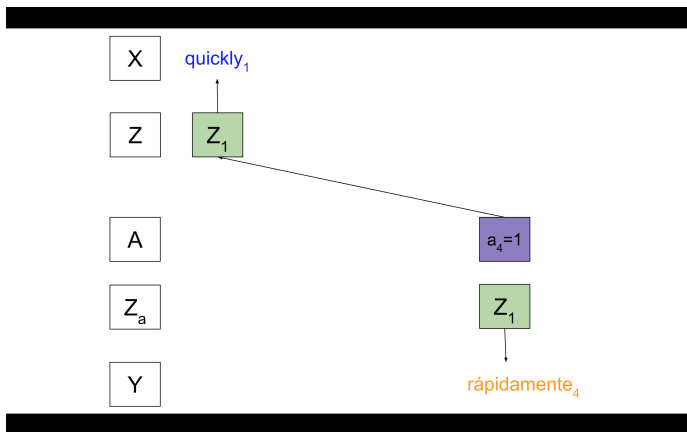 X quickly₁
Z Z₁
A a₄=1
Zₐ Z₁
Y rápidamente₄